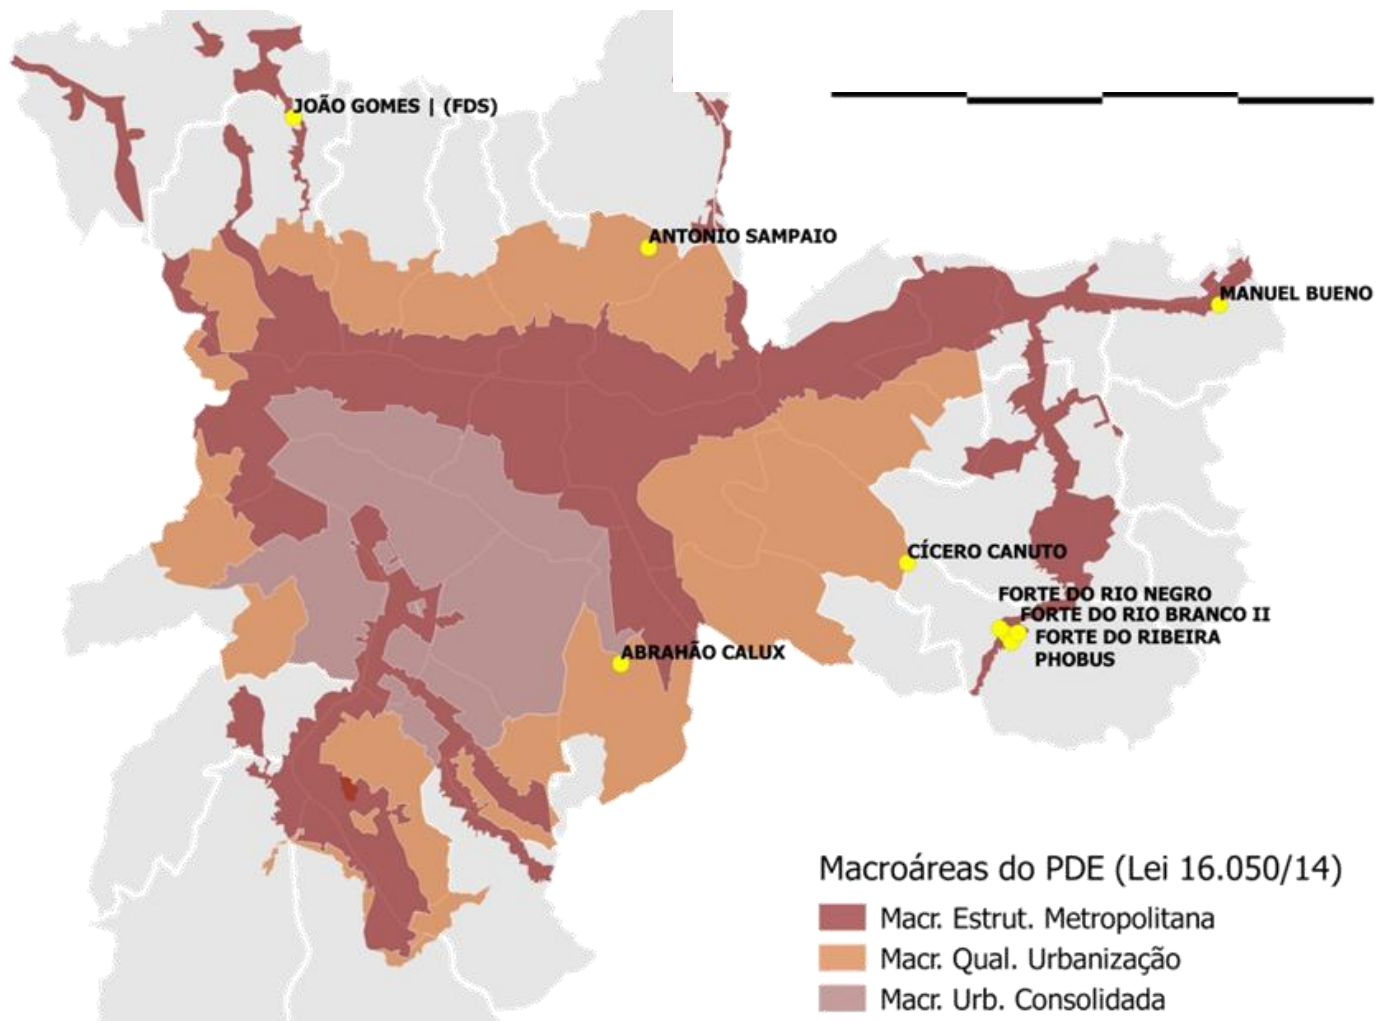 JOÃO GOMES | (FDS)
ANTONIO SAMPAIO
MANUEL BUENO
CÍCERO CANUTO
FORTE DO RIO NEGRO
FORTE DO RIO BRANCO II
FORTE DO RIBEIRA
PHOBUS
ABRAHÃO CALUX
Macroáreas do PDE (Lei 16.050/14)
Macr. Estrut. Metropolitana
Macr. Qual. Urbanização
Macr. Urb. Consolidada